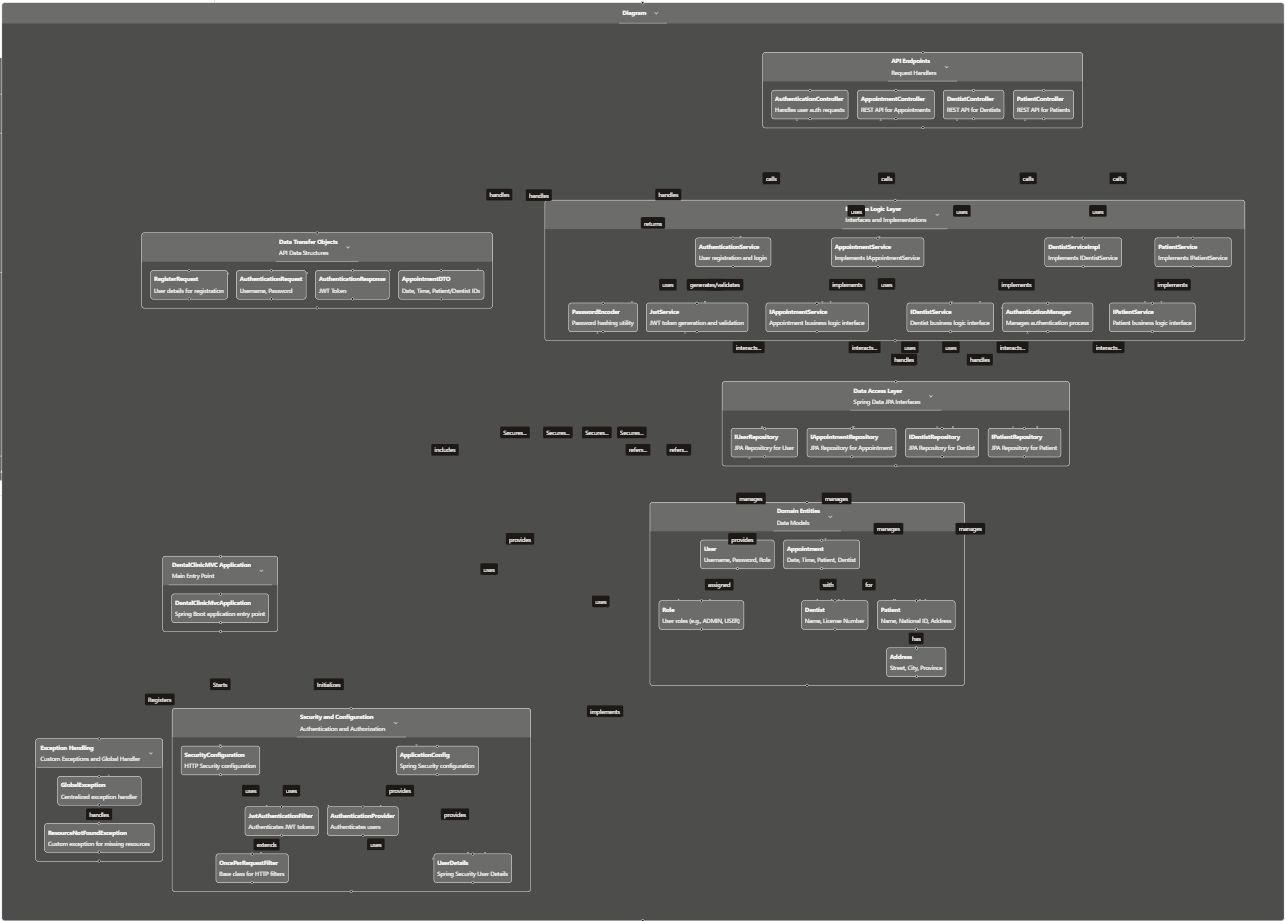 Diagram
API Endpoints
Request Handlers
AuthenticationController
Handles user auth requests
AppointmentController
REST API for Appointments
DentistController
REST API for Dentists
PatientController
REST API for Patients
calls
calls
calls
calls
handles
handles
handles
returns
Logic Layer
Interfaces and Implementations
uses
uses
uses
AuthenticationService
User registration and login
AppointmentService
Implements IAppointmentService
DentistServiceImpl
Implements IDentistService
PatientService
Implements IPatientService
uses
generates/validates
implements
uses
implements
implements
PasswordEncoder
Password hashing utility
JwtService
JWT token generation and validation
IAppointmentService
Appointment business logic interface
IDentistService
Dentist business logic interface
AuthenticationManager
Manages authentication process
IPatientService
Patient business logic interface
Data Transfer Objects
API Data Structures
RegisterRequest
User details for registration
AuthenticationRequest
Username, Password
AuthenticationResponse
JWT Token
AppointmentDTO
Date, Time, Patient/Dentist IDs
interacts...
interacts...
uses
uses
interacts...
interacts...
handles
handles
Data Access Layer
Spring Data JPA Interfaces
IUserRepository
JPA Repository for User
IAppointmentRepository
JPA Repository for Appointment
IDentistRepository
JPA Repository for Dentist
IPatientRepository
JPA Repository for Patient
Secures...
Secures...
Secures...
Secures...
includes
refers...
refers...
manages
manages
manages
manages
Domain Entities
Data Models
provides
User
Username, Password, Role
Appointment
Date, Time, Patient, Dentist
assigned
with
for
Role
User roles (e.g., ADMIN, USER)
Dentist
Name, License Number
Patient
Name, National ID, Address
has
Address
Street, City, Province
provides
uses
uses
DentalClinicMVC Application
Main Entry Point
DentalClinicMvcApplication
Spring Boot application entry point
Starts
Initializes
Registers
implements
Exception Handling
Custom Exceptions and Global Handler
GlobalException
Centralized exception handler
handles
ResourceNotFoundException
Custom exception for missing resources
Security and Configuration
Authentication and Authorization
SecurityConfiguration
HTTP Security configuration
ApplicationConfig
Spring Security configuration
uses
uses
provides
provides
JwtAuthenticationFilter
Authenticates JWT tokens
AuthenticationProvider
Authenticates users
extends
uses
OncePerRequestFilter
Base class for HTTP filters
UserDetails
Spring Security User Details